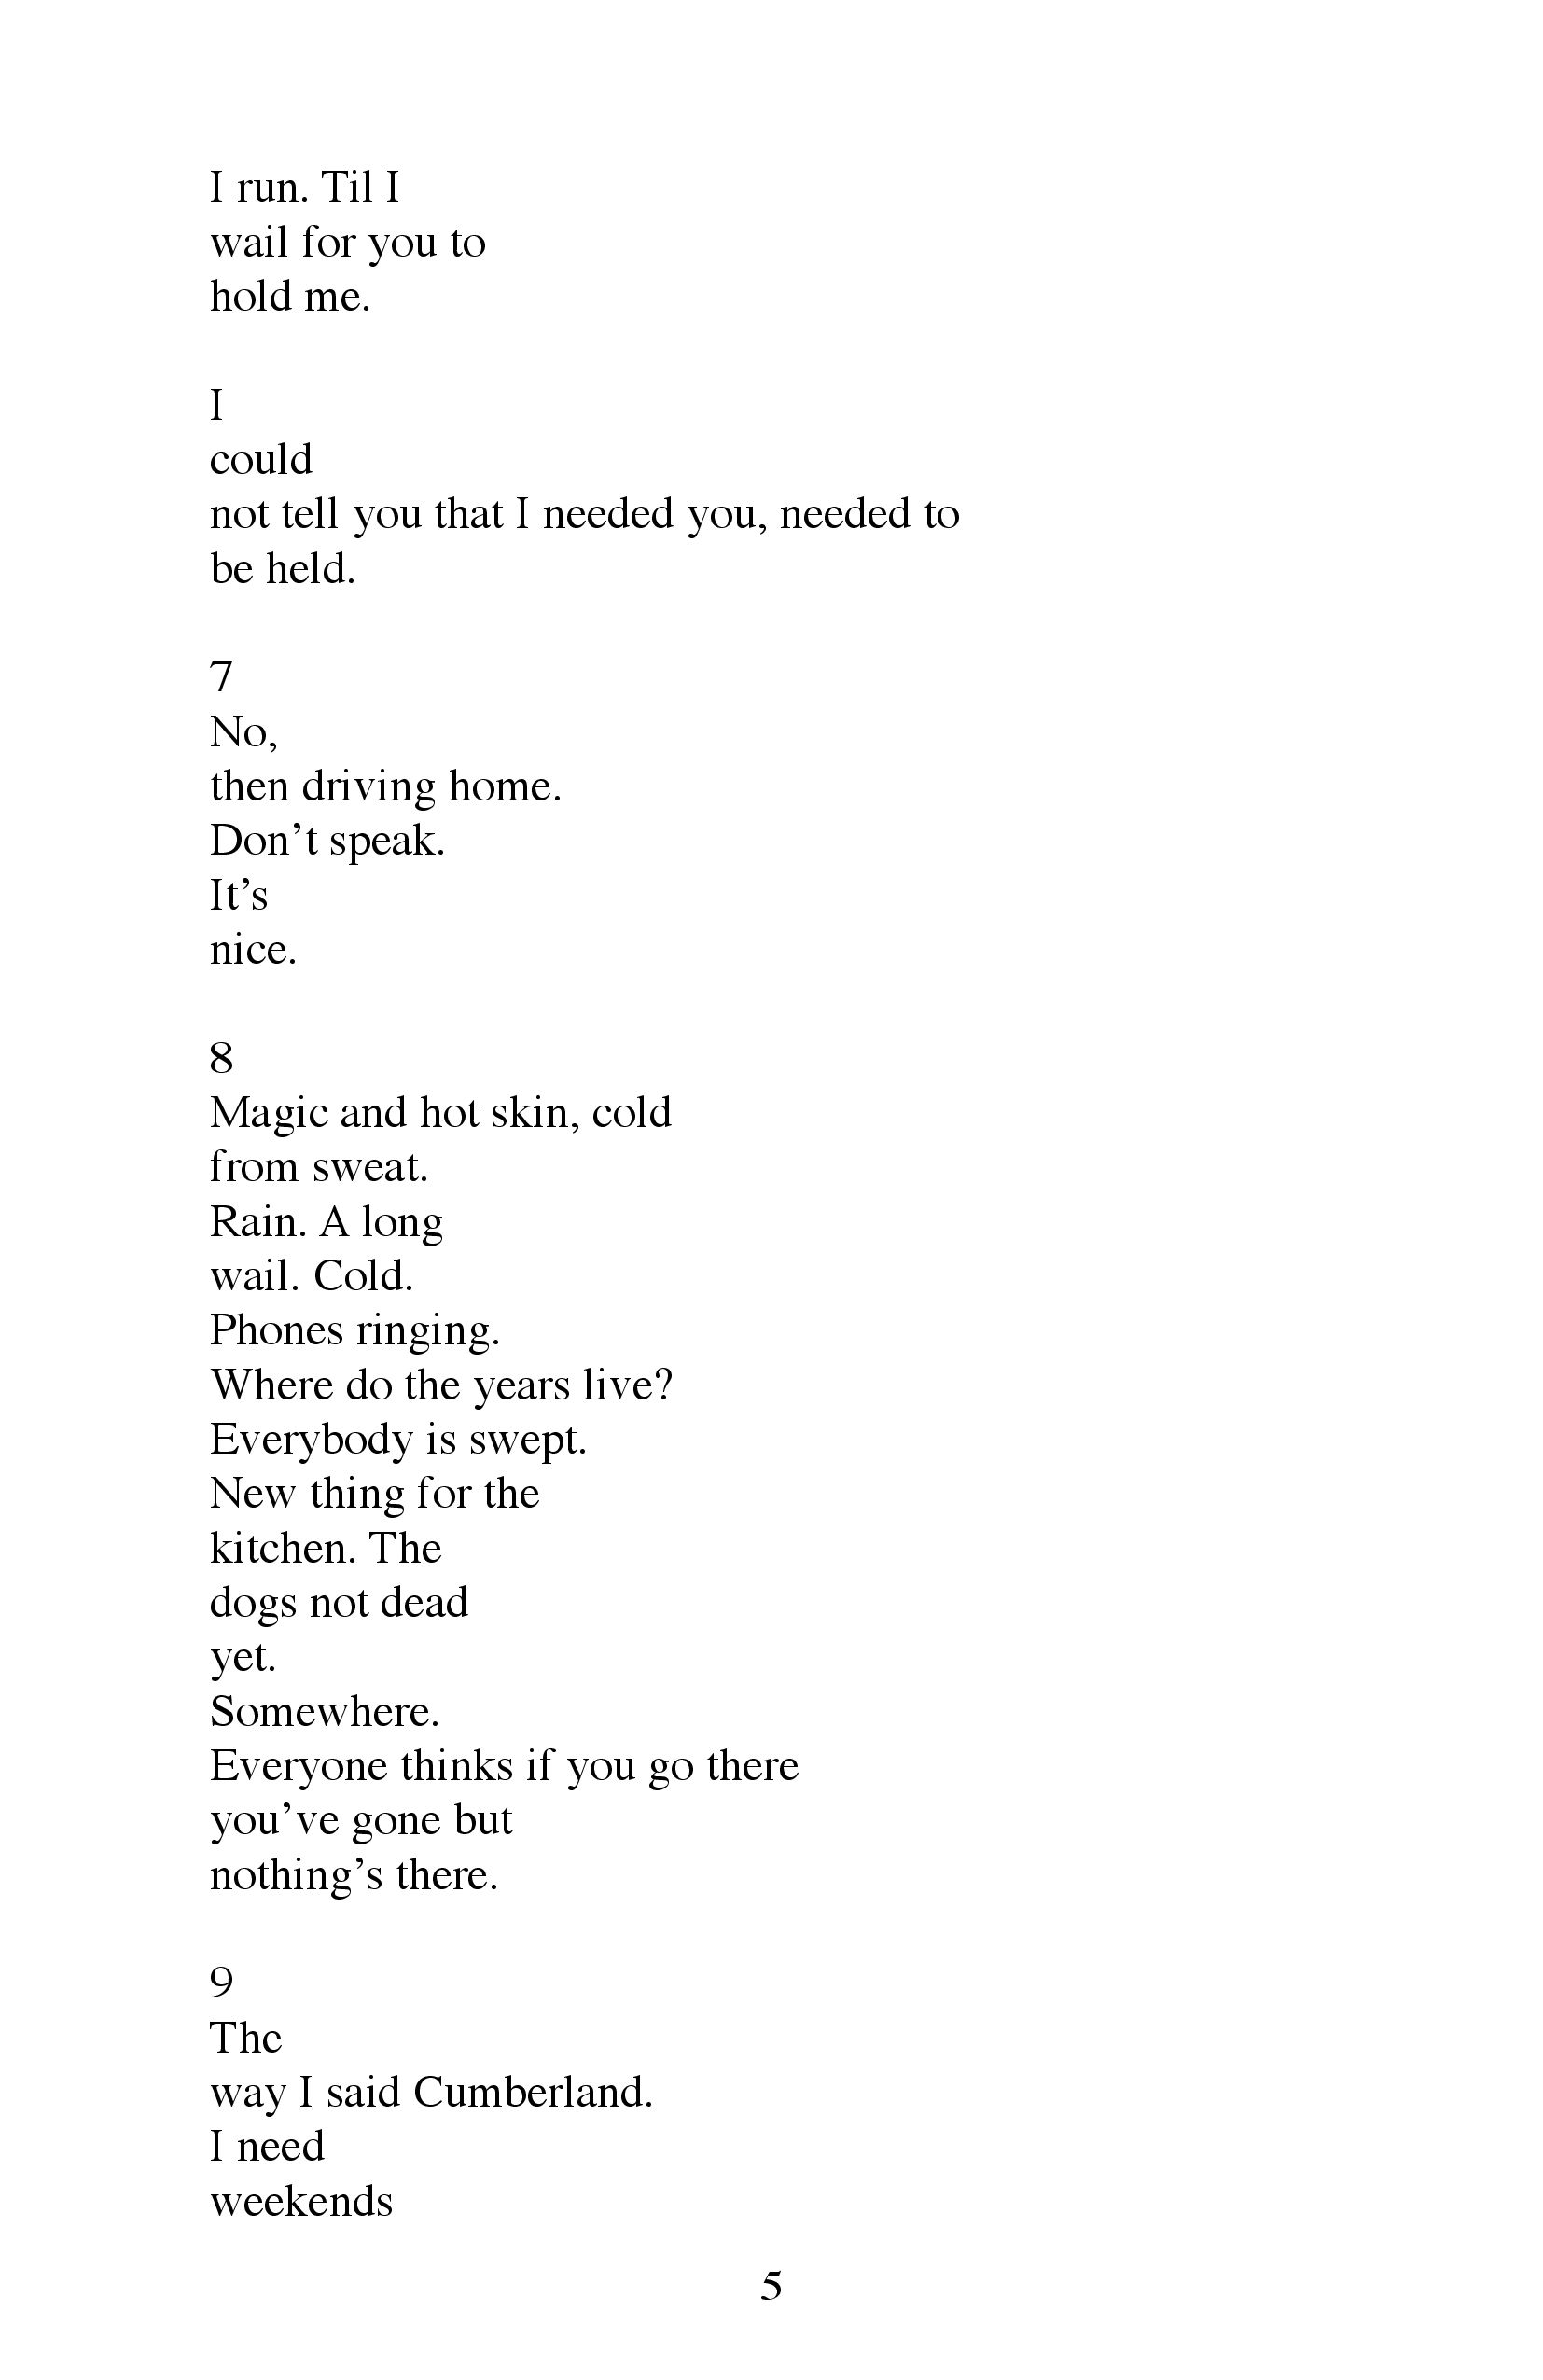 I run. Til I
wail for you to
hold me.

I
could
not tell you that I needed you, needed to
be held.

7
No,
then driving home.
Don’t speak.
It’s
nice.

8
Magic and hot skin, cold
from sweat.
Rain. A long
wail. Cold.
Phones ringing.
Where do the years live?
Everybody is swept.
New thing for the
kitchen. The
dogs not dead
yet.
Somewhere.
Everyone thinks if you go there
you’ve gone but
nothing’s there.

9
The
way I said Cumberland.
I need
weekends

5